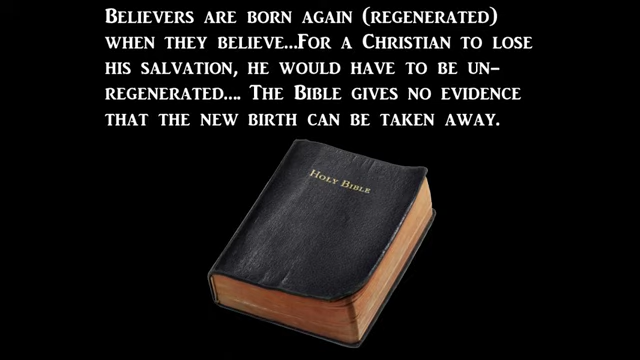 Believers are born again (regenerated)
when they believe...For a Christian to lose
his salvation, he would have to be un-
regenerated.... The Bible gives no evidence
that the new birth can be taken away.
Holy Bible